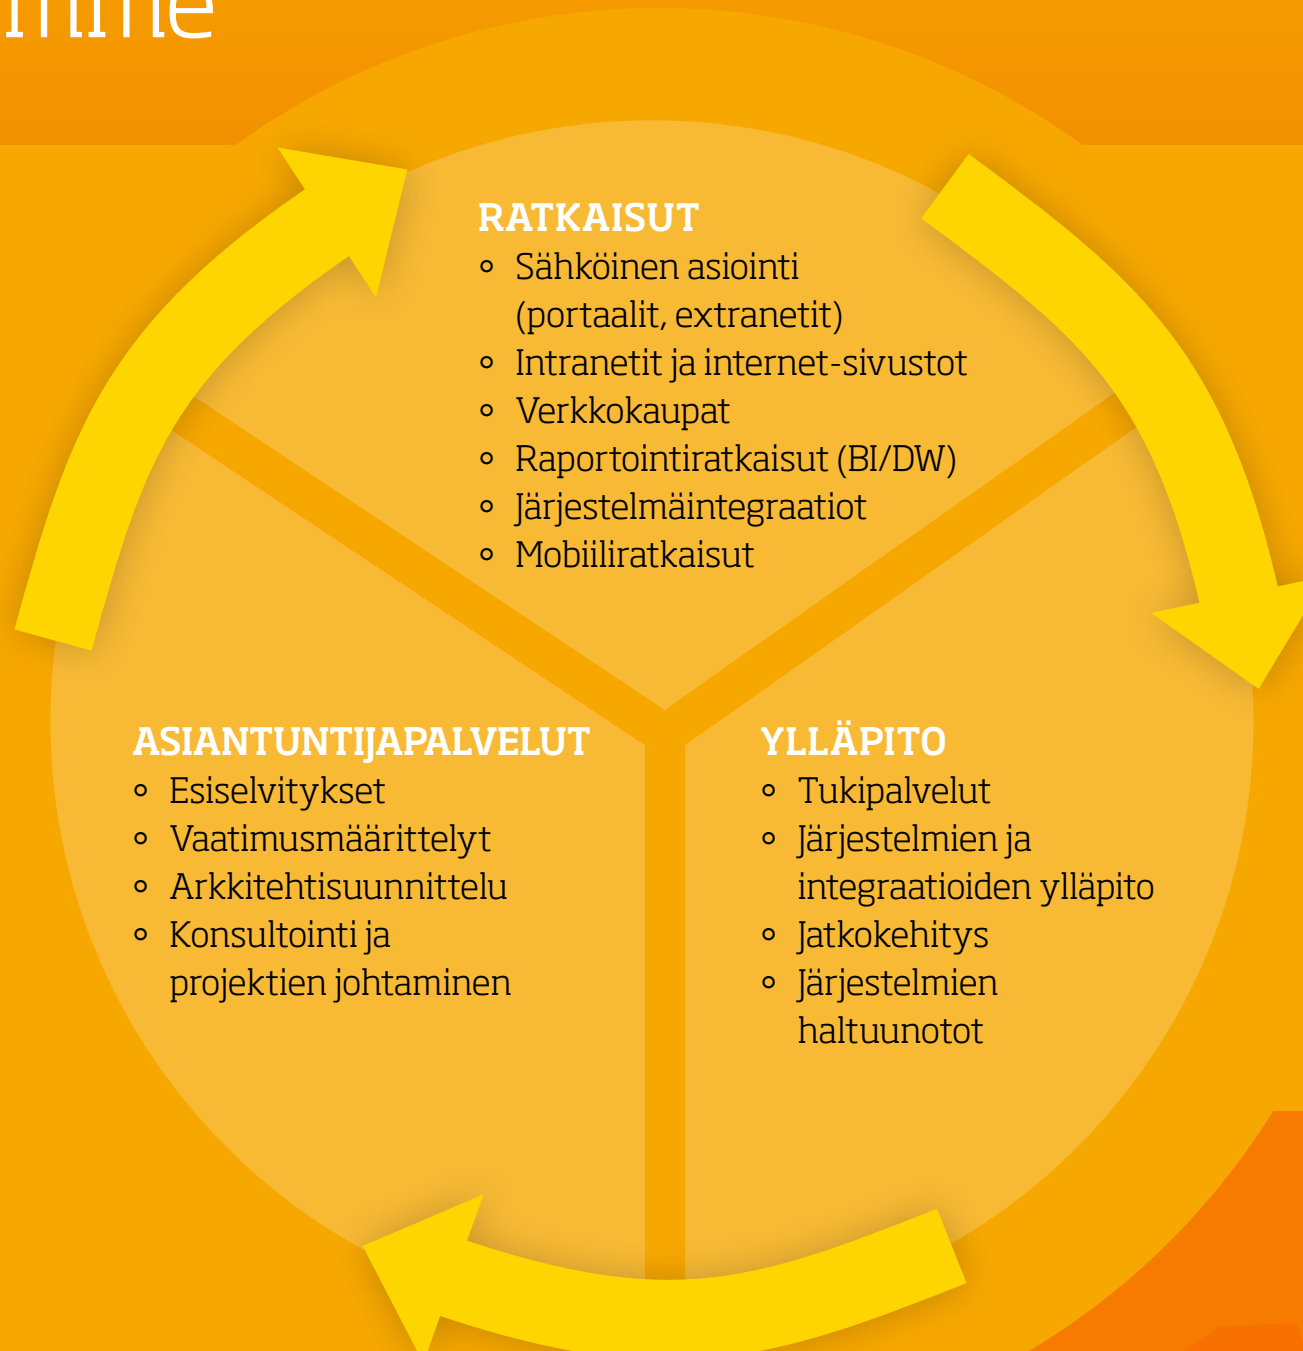 RATKAISUT
◦ Sähköinen asiointi
(portaalit, extranetit)
◦ Intranetit ja internet-sivustot
◦ Verkkokaupat
◦ Raportointiratkaisut (BI/DW)
◦ Järjestelmäintegraatiot
◦ Mobiiliratkaisut
ASIANTUNTIJAPALVELUT
◦ Esiselvitykset
◦ Vaatimusmäärittelyt
◦ Arkkitehtisuunnittelu
◦ Konsultointi ja
projektien johtaminen
YLLÄPITO
◦ Tukipalvelut
◦ Järjestelmien ja
integraatioiden ylläpito
◦ Jatkokehitys
◦ Järjestelmien
haltuunotot